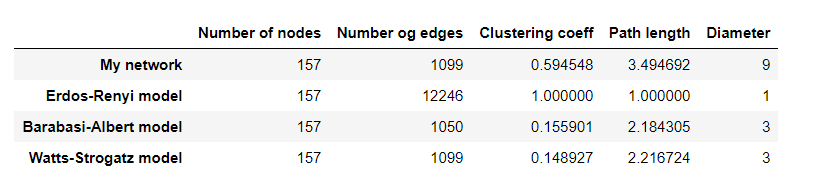 Number of nodes Number og edges Clustering coeff Path length Diameter
My network 157 1099 0.594548 3.494692 9
Erdos-Renyi model 157 12246 1.000000 1.000000 1
Barabasi-Albert model 157 1050 0.155901 2.184305 3
Watts-Strogatz model 157 1099 0.148927 2.216724 3